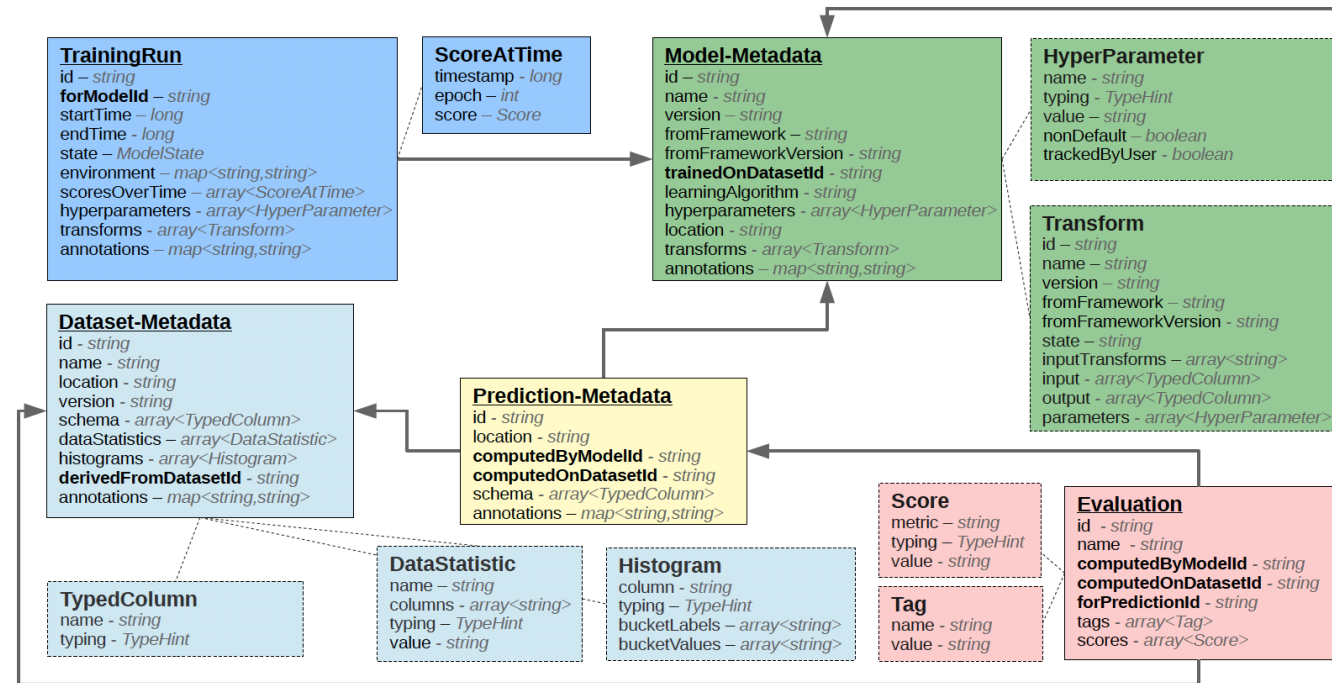 TrainingRun
id – string
forModelId – string
startTime – long
endTime - long
state – ModelState
environment – map<string,string>
scoresOverTime – array<ScoreAtTime>
hyperparameters - array<HyperParameter>
transforms - array<Transform>
annotations – map<string,string>
ScoreAtTime
timestamp - long
epoch – int
score – Score
Model-Metadata
id – string
name – string
version – string
fromFramework – string
fromFrameworkVersion - string
trainedOnDatasetId – string
learningAlgorithm - string
hyperparameters - array<HyperParameter>
location - string
transforms - array<Transform>
annotations – map<string,string>
HyperParameter
name - string
typing - TypeHint
value – string
nonDefault – boolean
trackedByUser - boolean
Transform
id – string
name – string
version – string
fromFramework – string
fromFrameworkVersion - string
state – string
inputTransforms – array<string>
input - array<TypedColumn>
output – array<TypedColumn>
parameters - array<HyperParameter>
Dataset-Metadata
id - string
name - string
location - string
version - string
schema - array<TypedColumn>
dataStatistics – array<DataStatistic>
histograms - array<Histogram>
derivedFromDatasetId - string
annotations – map<string,string>
Prediction-Metadata
id - string
location - string
computedByModelId - string
computedOnDatasetId - string
schema - array<TypedColumn>
annotations - map<string,string>
TypedColumn
name – string
typing - TypeHint
DataStatistic
name – string
columns - array<string>
typing – TypeHint
value - string
Histogram
column - string
typing – TypeHint
bucketLabels – array<string>
bucketValues – array<string>
Score
metric – string
typing – TypeHint
value - string
Tag
name – string
value – string
Evaluation
id - string
name - string
computedByModelId - string
computedOnDatasetId - string
forPredictionId - string
tags - array<Tag>
scores - array<Score>